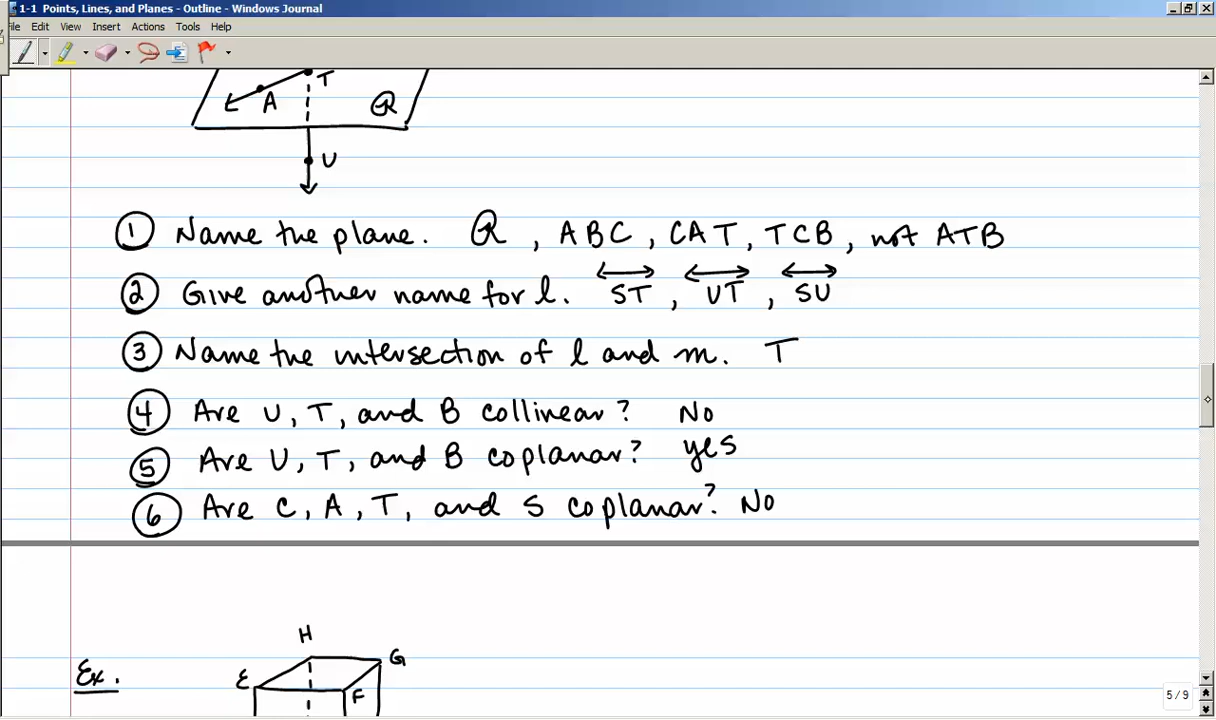 1-1 Points, Lines, and Planes - Outline - Windows Journal
File Edit View Insert Actions Tools Help
T
A
R
U
1 Name the plane. R, ABC, CAT, TCB, not ATB
2 Give another name for l. ST, UT, SU
3 Name the intersection of l and m. T
4 Are U, T, and B collinear? No
5 Are U, T, and B coplanar? yes
6 Are C, A, T, and S coplanar? No
H
Ex.
E
G
F
5 / 9